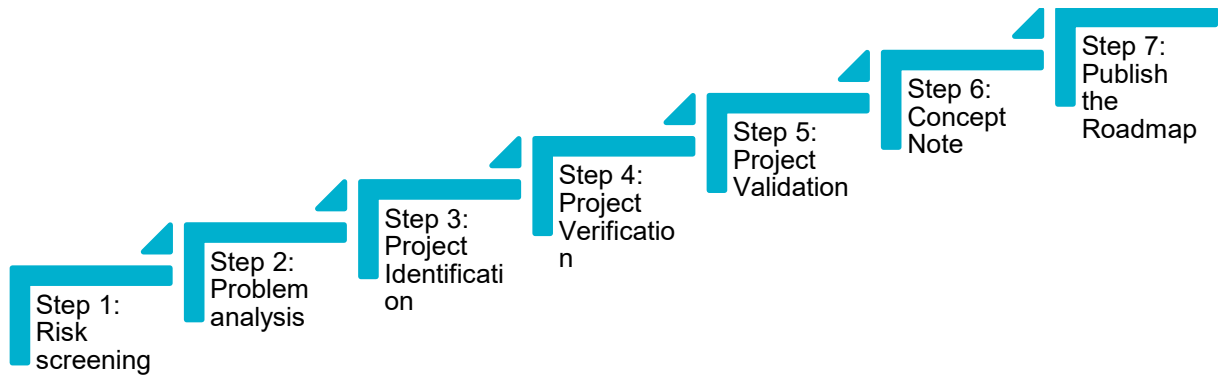 Step 1:
Risk
screening
Step 2:
Problem
analysis
Step 3:
Project
Identificati
on
Step 4:
Project
Verificatio
n
Step 5:
Project
Validation
Step 6:
Concept
Note
Step 7:
Publish
the
Roadmap